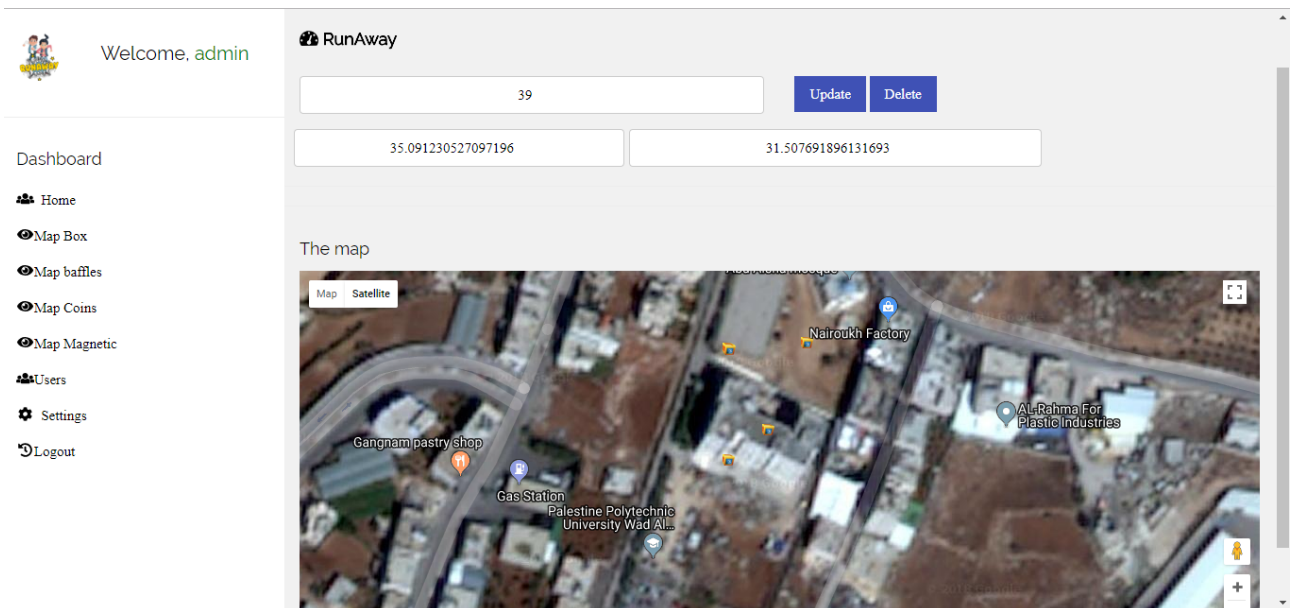 Welcome, admin
Dashboard
Home
Map Box
Map baffles
Map Coins
Map Magnetic
Users
Settings
Logout
RunAway
39
Update
Delete
35.091230527097196
31.507691896131693
The map
Map
Satellite
Nairoukh Factory
AL-Rahma For
Plastic Industries
Gangnam pastry shop
Gas Station
Palestine Polytechnic
University Wad Al...